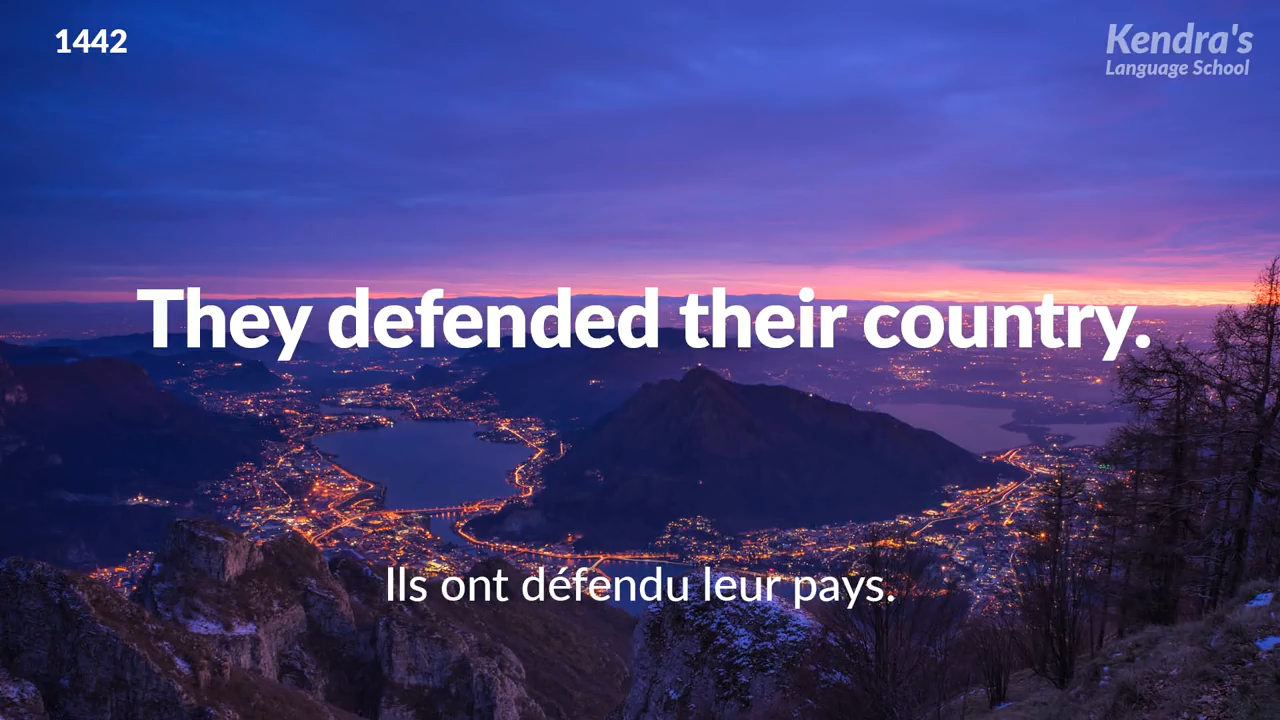 1442
Kendra's
Language School
They defended their country.
Ils ont défendu leur pays.